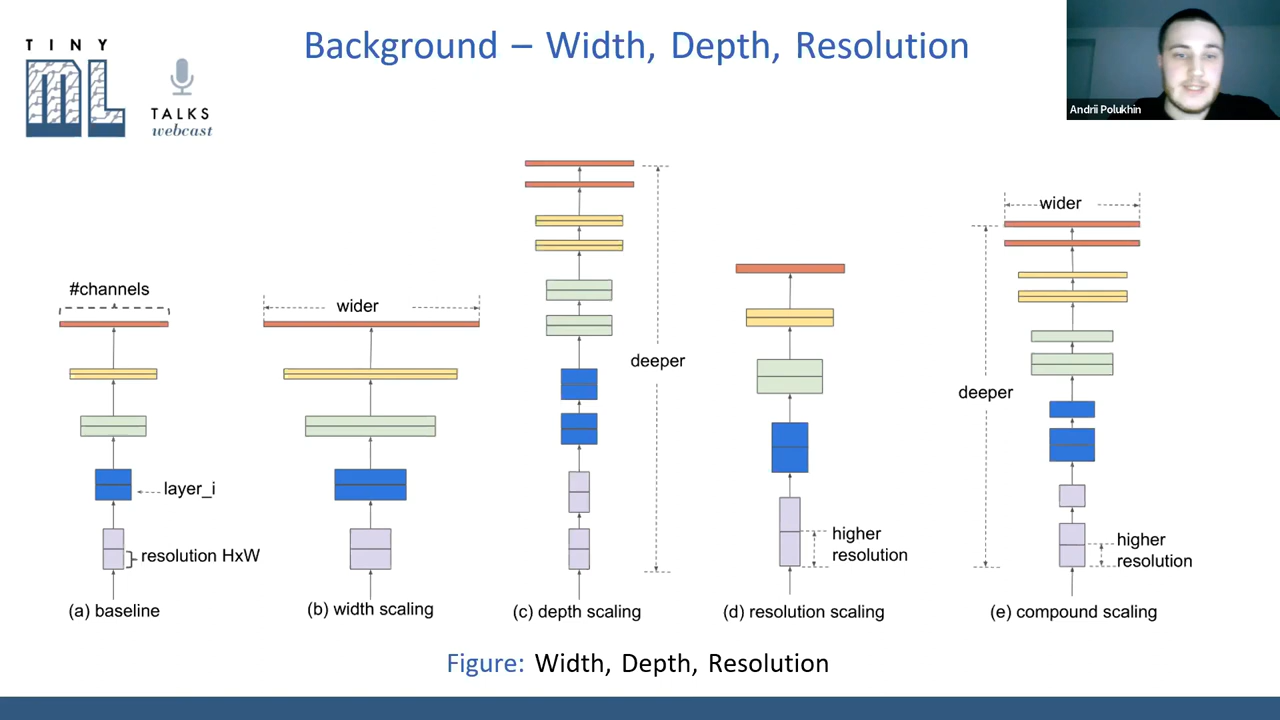 Background – Width, Depth, Resolution
TINY
ML
TALKS
webcast
Andrii Polukhin
#channels
layer_i
resolution HxW
(a) baseline
wider
(b) width scaling
deeper
(c) depth scaling
higher
resolution
(d) resolution scaling
wider
deeper
higher
resolution
(e) compound scaling
Figure: Width, Depth, Resolution